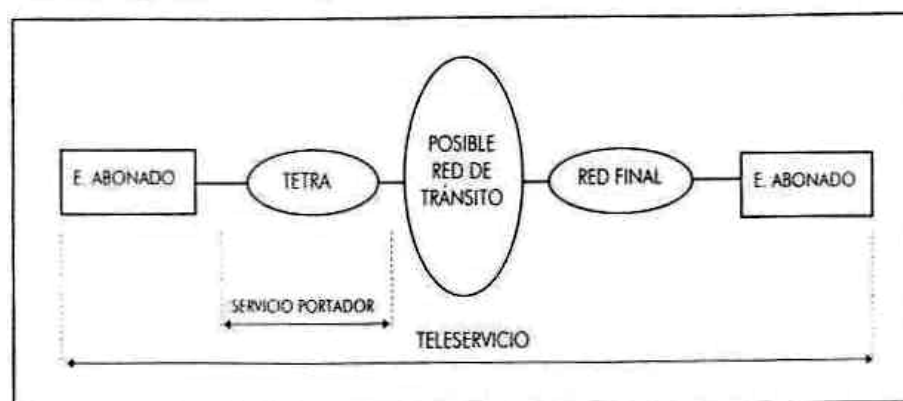 E. ABONADO
TETRA
POSIBLE
RED DE
TRÁNSITO
RED FINAL
E. ABONADO
SERVICIO PORTADOR
TELESERVICIO